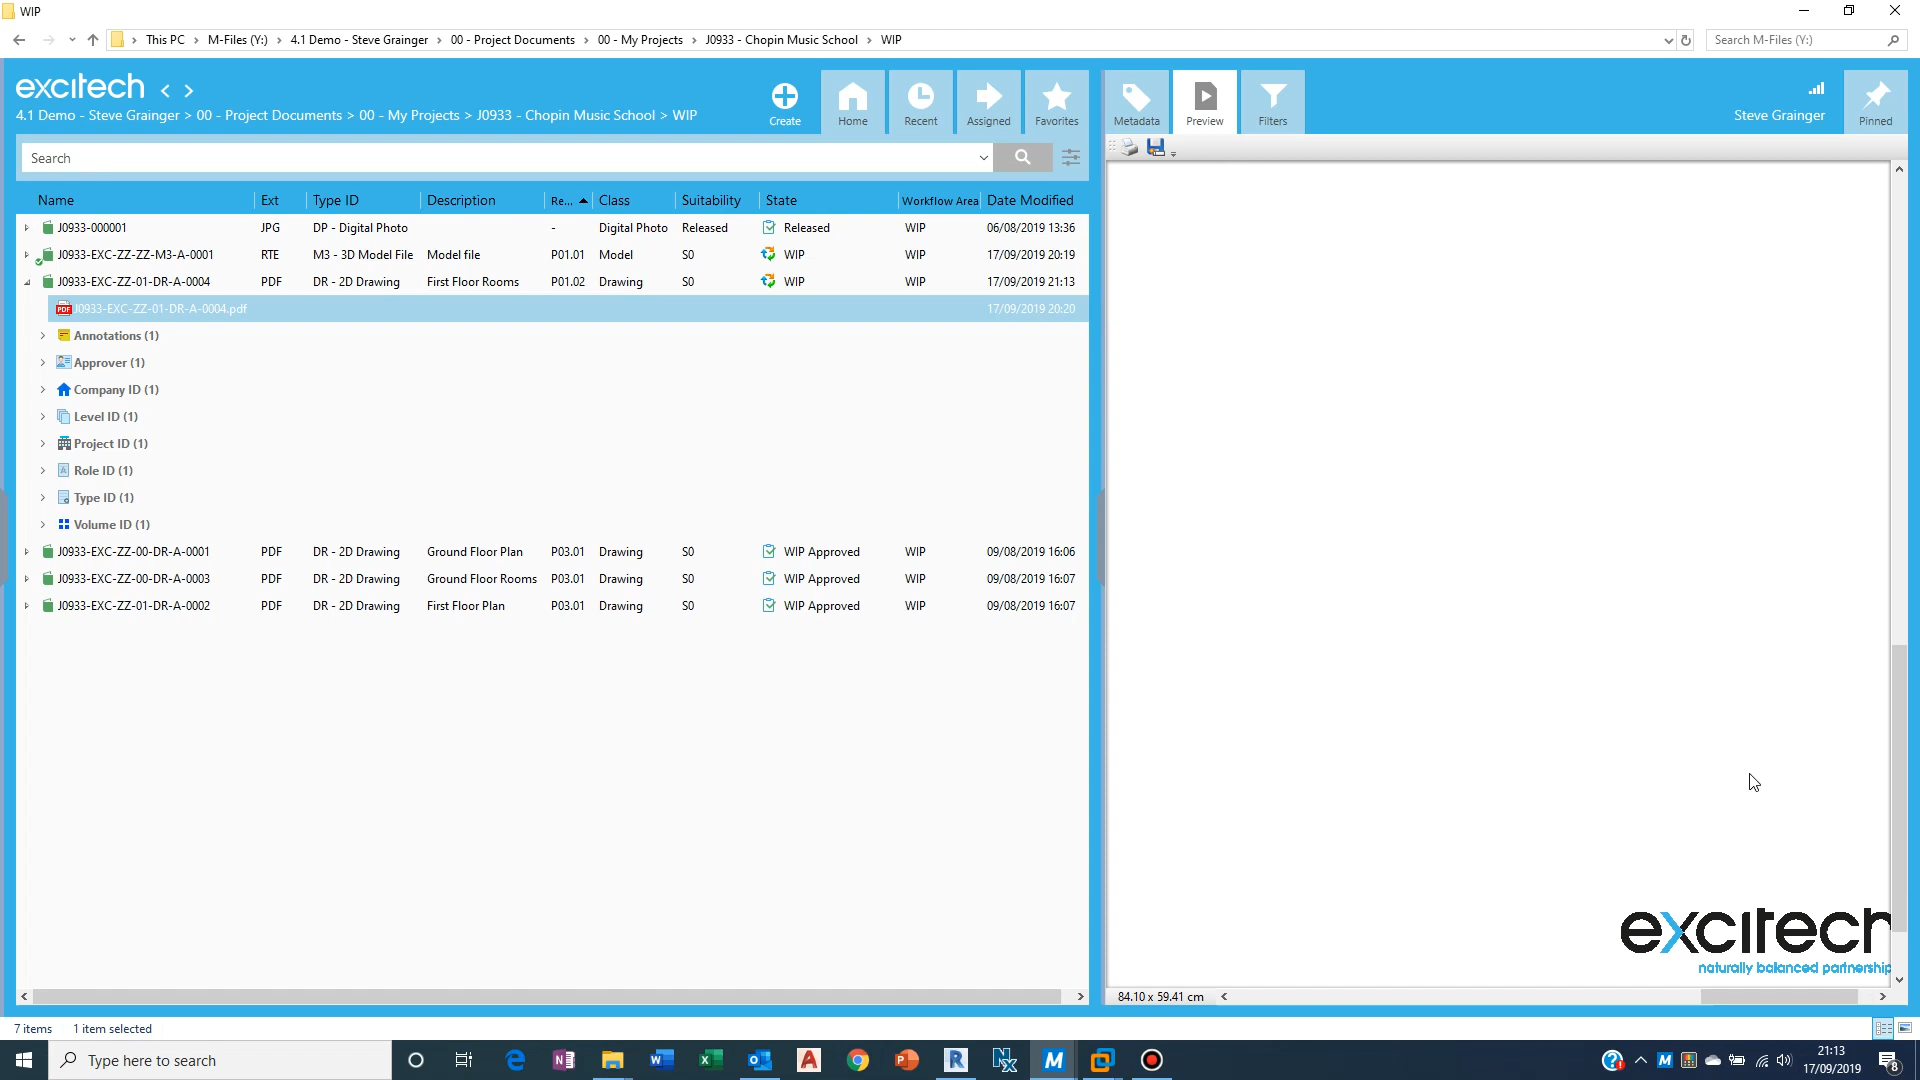 WIP
This PC > M-Files (Y:) > 4.1 Demo - Steve Grainger > 00 - Project Documents > 00 - My Projects > J0933 - Chopin Music School > WIP
Search M-Files (Y:)
excitech < >
4.1 Demo - Steve Grainger > 00 - Project Documents > 00 - My Projects > J0933 - Chopin Music School > WIP
Create Home Recent Assigned Favorites Metadata Preview Filters Steve Grainger Pinned
Search
Name Ext Type ID Description Re... Class Suitability State Workflow Area Date Modified
J0933-000001 JPG DP - Digital Photo - Digital Photo Released Released WIP 06/08/2019 13:36
J0933-EXC-ZZ-ZZ-M3-A-0001 RTE M3 - 3D Model File Model file P01.01 Model S0 WIP WIP 17/09/2019 20:19
J0933-EXC-ZZ-01-DR-A-0004 PDF DR - 2D Drawing First Floor Rooms P01.02 Drawing S0 WIP WIP 17/09/2019 21:13
PDF J0933-EXC-ZZ-01-DR-A-0004.pdf 17/09/2019 20:20
Annotations (1)
Approver (1)
Company ID (1)
Level ID (1)
Project ID (1)
Role ID (1)
Type ID (1)
Volume ID (1)
J0933-EXC-ZZ-00-DR-A-0001 PDF DR - 2D Drawing Ground Floor Plan P03.01 Drawing S0 WIP Approved WIP 09/08/2019 16:06
J0933-EXC-ZZ-00-DR-A-0003 PDF DR - 2D Drawing Ground Floor Rooms P03.01 Drawing S0 WIP Approved WIP 09/08/2019 16:07
J0933-EXC-ZZ-01-DR-A-0002 PDF DR - 2D Drawing First Floor Plan P03.01 Drawing S0 WIP Approved WIP 09/08/2019 16:07
excitech
naturally balanced partnership
84.10 x 59.41 cm
7 items 1 item selected
Type here to search
21:13
17/09/2019
8